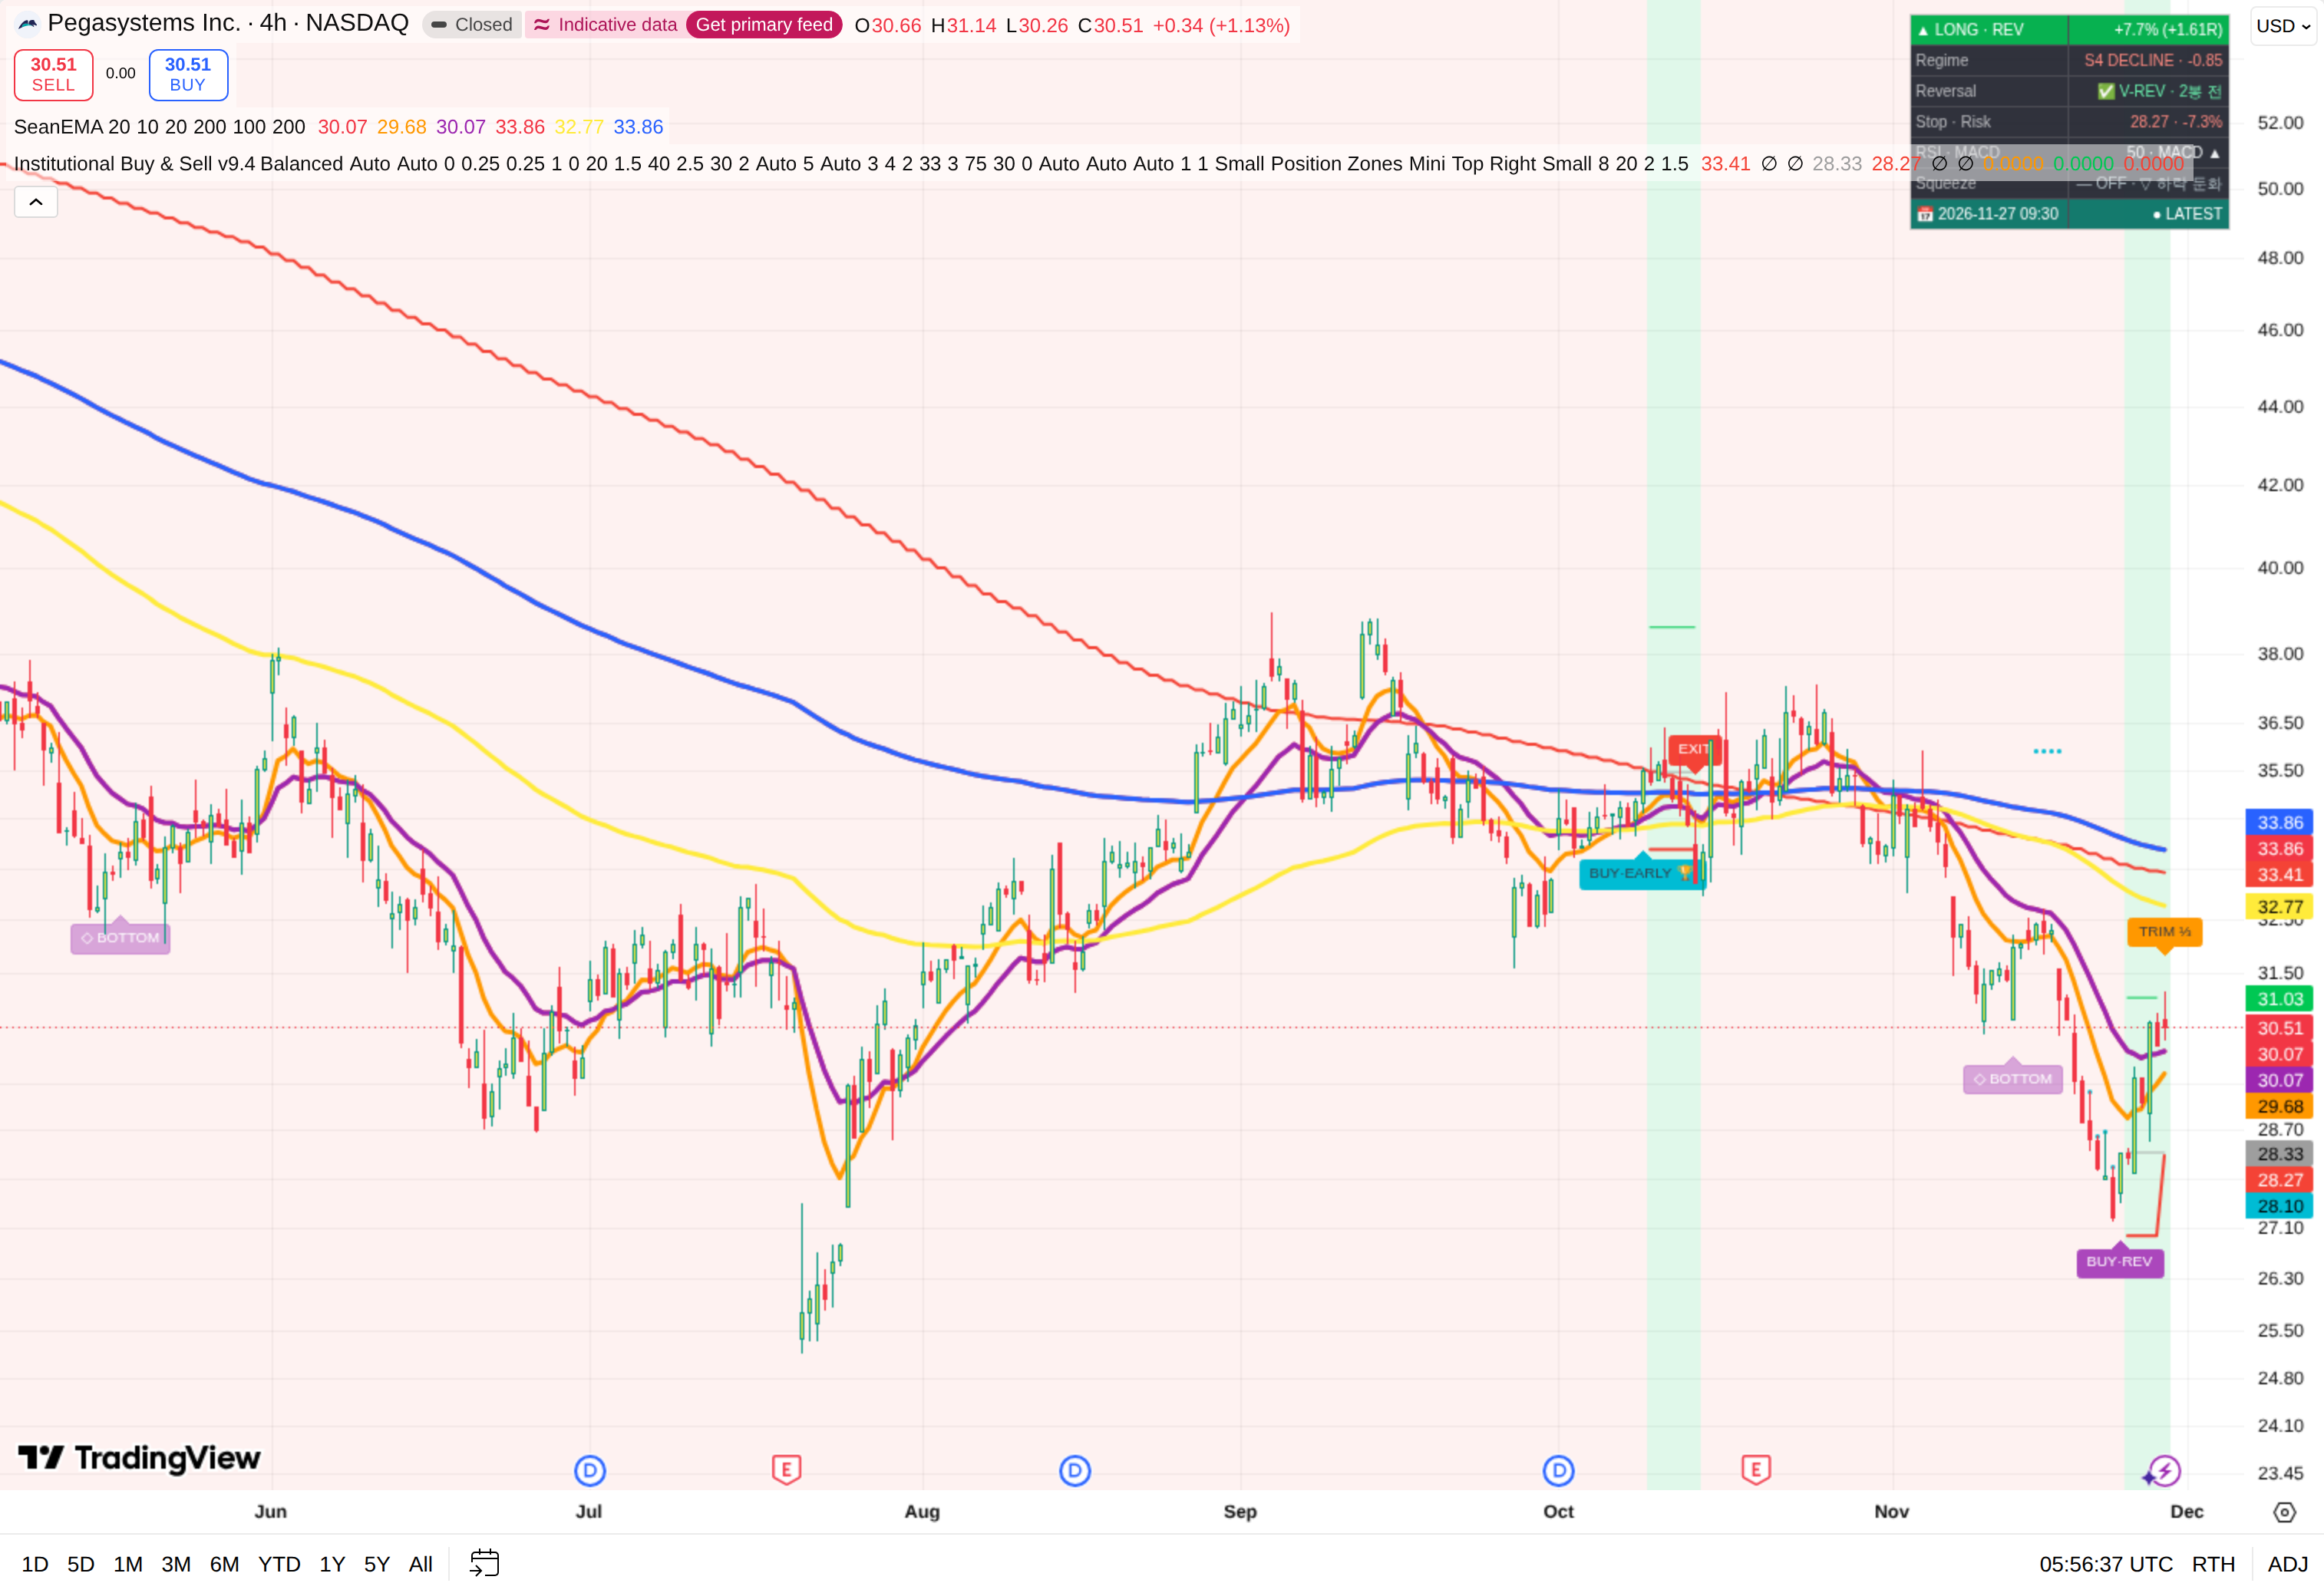 Pegasystems Inc. · 4h · NASDAQ Closed Indicative data Get primary feed O30.66 H31.14 L30.26 C30.51 +0.34 (+1.13%)
USD
30.51 SELL 0.00 30.51 BUY
SeanEMA 20 10 20 200 100 200 30.07 29.68 30.07 33.86 32.77 33.86
Institutional Buy & Sell v9.4 Balanced Auto Auto 0 0.25 0.25 1 0 20 1.5 40 2.5 30 2 Auto 5 Auto 3 4 2 33 3 75 30 0 Auto Auto Auto 1 1 Small Position Zones Mini Top Right Small 8 20 2 1.5 33.41 ∅ ∅ 28.33 28.27 ∅ ∅ 0.0000 0.0000 0.0000
▲ LONG · REV +7.7% (+1.61R)
Regime S4 DECLINE · -0.85
Reversal ✅ V-REV · 2봉 전
Stop · Risk 28.27 · -7.3%
RSI · MACD 50 · MACD ▲
Squeeze — OFF · ▽ 하락 둔화
📅 2026-11-27 09:30 ● LATEST
52.00
50.00
48.00
46.00
44.00
42.00
40.00
38.00
36.50
35.50
33.86
33.86
33.41
32.77
32.50
31.50
31.03
30.51
30.07
30.07
29.68
28.70
28.33
28.27
28.10
27.10
26.30
25.50
24.80
24.10
23.45
EXIT
BUY·EARLY 🏆
◇ BOTTOM
TRIM ⅓
◇ BOTTOM
BUY·REV
TradingView
D E D D E
Jun Jul Aug Sep Oct Nov Dec
1D 5D 1M 3M 6M YTD 1Y 5Y All 05:56:37 UTC RTH ADJ